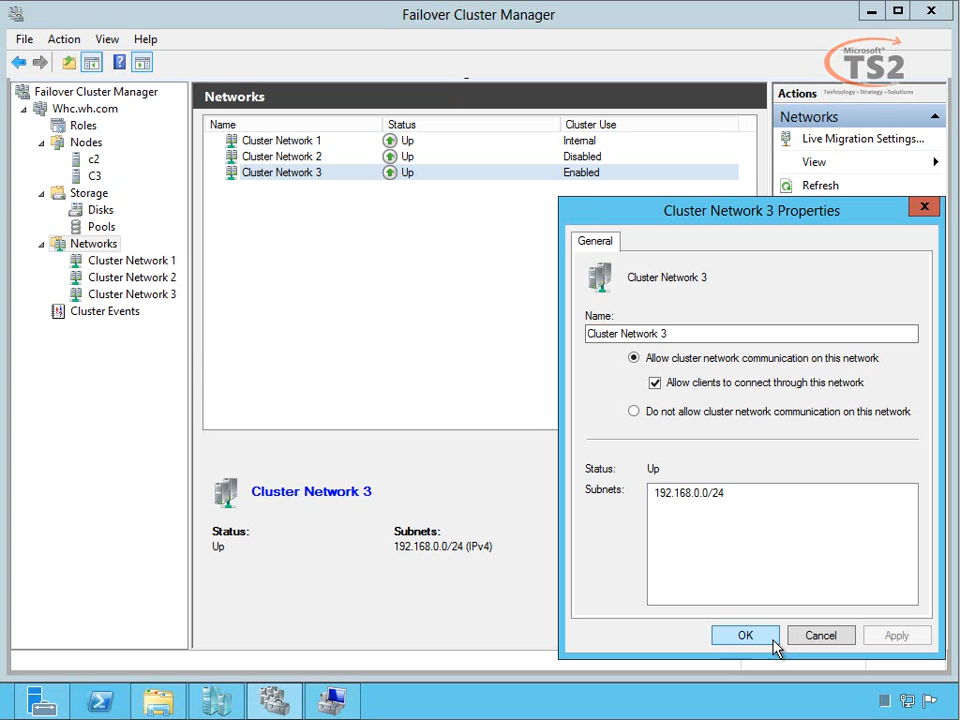 Failover Cluster Manager
File Action View Help
Microsoft®
TS2
Technology • Strategy • Solutions
Failover Cluster Manager
Whc.wh.com
Roles
Nodes
c2
C3
Storage
Disks
Pools
Networks
Cluster Network 1
Cluster Network 2
Cluster Network 3
Cluster Events
Networks
Name Status Cluster Use
Cluster Network 1 Up Internal
Cluster Network 2 Up Disabled
Cluster Network 3 Up Enabled
Cluster Network 3
Status: Subnets:
Up 192.168.0.0/24 (IPv4)
Actions
Networks
Live Migration Settings...
View
Refresh
Cluster Network 3 Properties
General
Cluster Network 3
Name:
Cluster Network 3
Allow cluster network communication on this network
Allow clients to connect through this network
Do not allow cluster network communication on this network
Status: Up
Subnets: 192.168.0.0/24
OK Cancel Apply